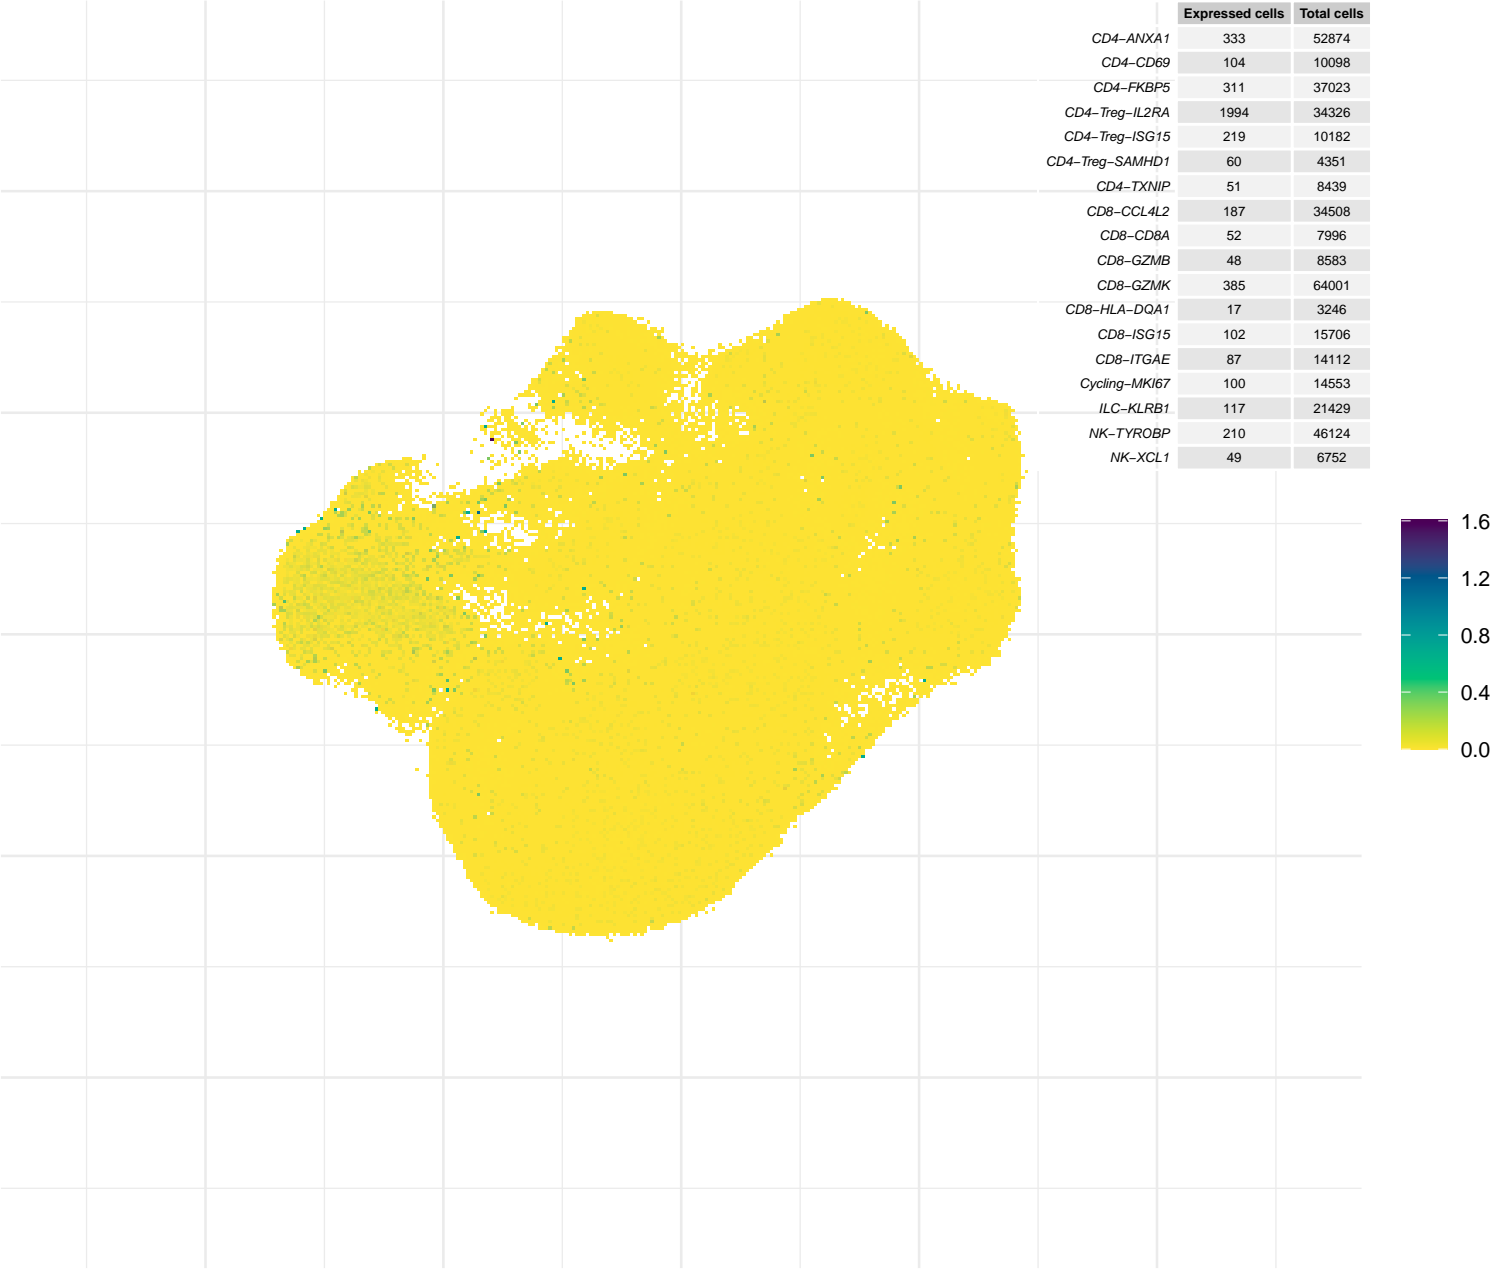 Expressed cells Total cells
CD4−ANXA1 333 52874
CD4−CD69 104 10098
CD4−FKBP5 311 37023
CD4−Treg−IL2RA 1994 34326
CD4−Treg−ISG15 219 10182
CD4−Treg−SAMHD1 60 4351
CD4−TXNIP 51 8439
CD8−CCL4L2 187 34508
CD8−CD8A 52 7996
CD8−GZMB 48 8583
CD8−GZMK 385 64001
CD8−HLA−DQA1 17 3246
CD8−ISG15 102 15706
CD8−ITGAE 87 14112
Cycling−MKI67 100 14553
ILC−KLRB1 117 21429
NK−TYROBP 210 46124
NK−XCL1 49 6752
1.6
1.2
0.8
0.4
0.0